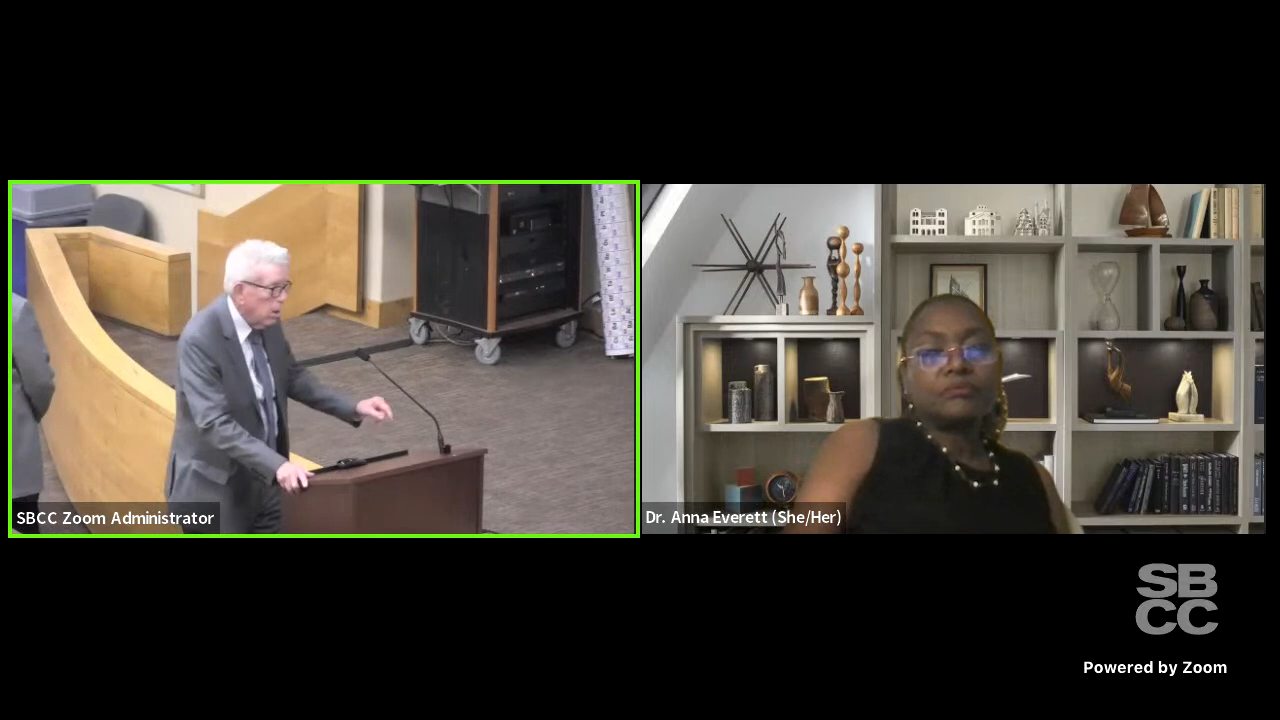 SBCC Zoom Administrator
Dr. Anna Everett (She/Her)
SB
CC
Powered by Zoom